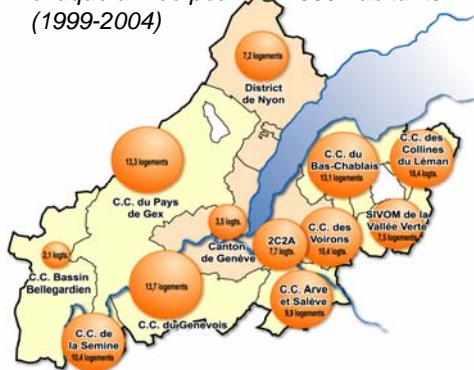 (1999-2004)
7,2 logements
District
de Nyon
13,3 logements
C.C. du Pays
de Gex
C.C. du
Bas-Chablais
13,1 logements
C.C. des
Collines
du Léman
10,4 logts.
3,5 logts.
Canton
de Genève
2C2A
7,7 logts.
C.C. des
Voirons
10,4 logts.
SIVOM de la
Vallée Verte
7,5 logements
2,1 logts.
C.C. Bassin
Bellegardien
13,7 logements
C.C. du Genevois
C.C. Arve
et Salève
9,9 logements
C.C. de
la Semine
10,4 logements